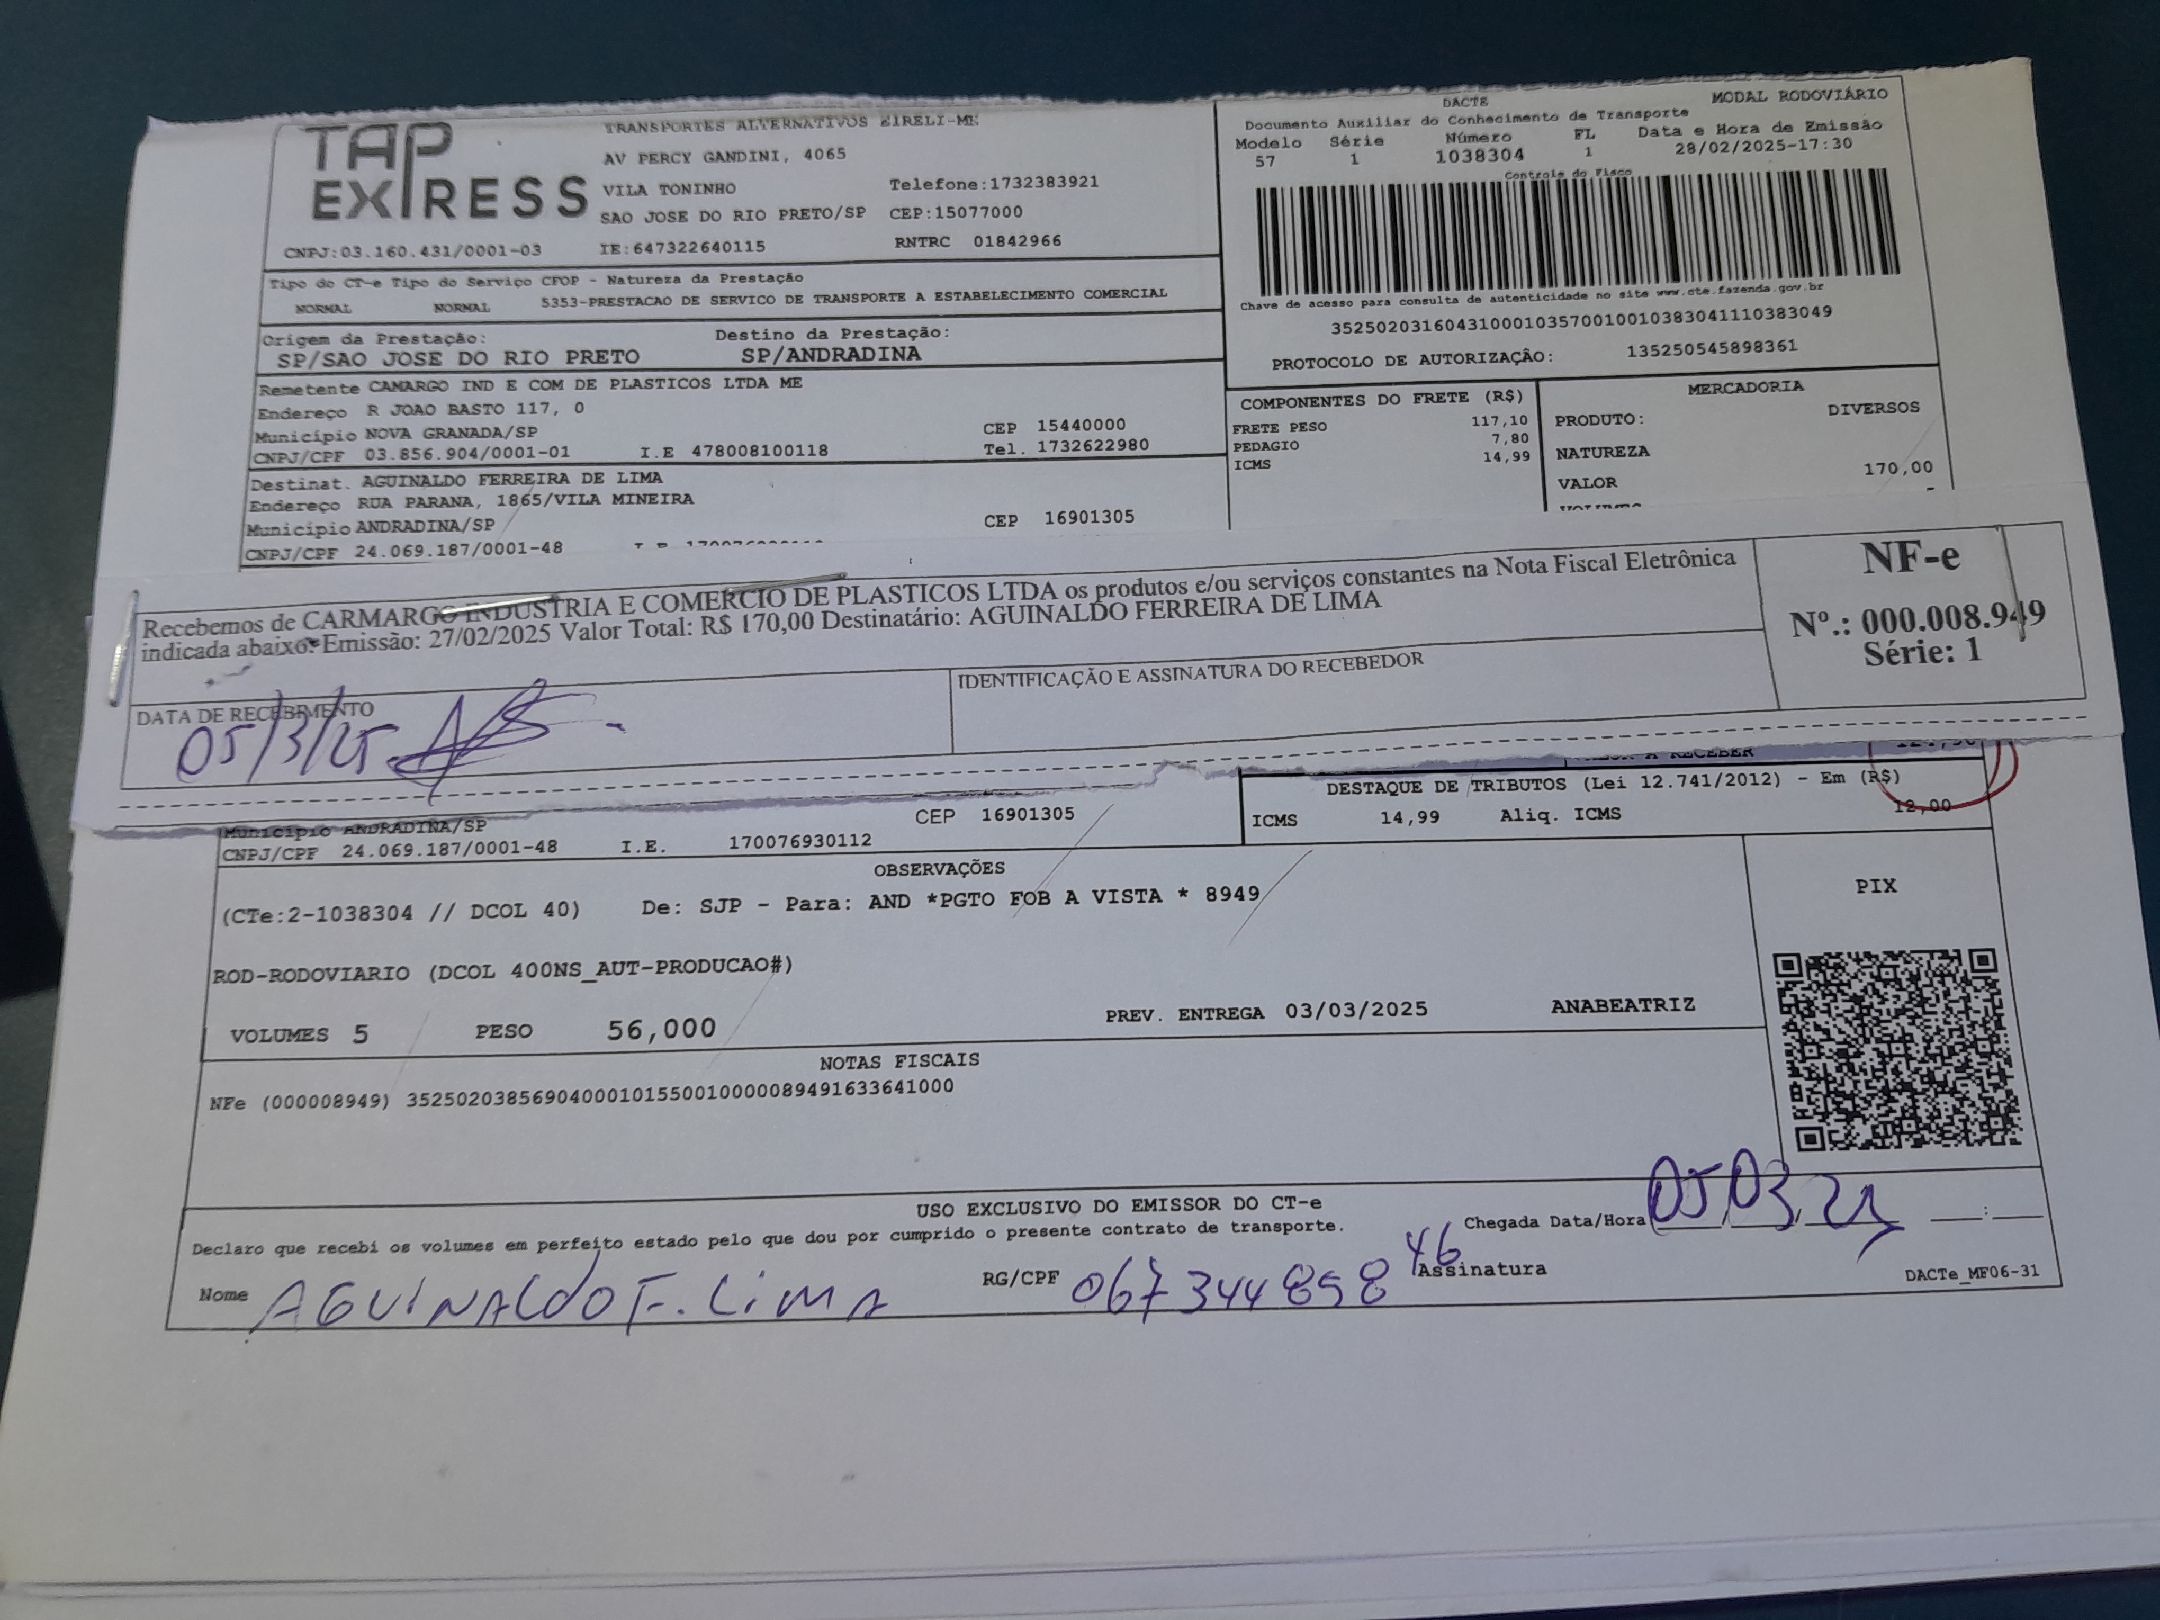 TAP EXPRESS
TRANSPORTES ALTERNATIVOS EIRELI-ME
AV PERCY GANDINI, 4065
VILA TONINHO Telefone:1732383921
SAO JOSE DO RIO PRETO/SP CEP:15077000
CNPJ:03.160.431/0001-03 IE:647322640115 RNTRC 01842966
DACTE MODAL RODOVIÁRIO
Documento Auxiliar do Conhecimento de Transporte
Modelo Série Número FL Data e Hora de Emissão
57 1 1038304 1 28/02/2025-17:30
Controle do Fisco
Chave de acesso para consulta de autenticidade no site www.cte.fazenda.gov.br
35250203160431000103570010010383041110383049
PROTOCOLO DE AUTORIZAÇÃO: 135250545898361
Tipo do CT-e Tipo do Serviço CFOP - Natureza da Prestação
NORMAL NORMAL 5353-PRESTACAO DE SERVICO DE TRANSPORTE A ESTABELECIMENTO COMERCIAL
Origem da Prestação: Destino da Prestação:
SP/SAO JOSE DO RIO PRETO SP/ANDRADINA
Remetente CAMARGO IND E COM DE PLASTICOS LTDA ME
Endereço R JOAO BASTO 117, 0
Município NOVA GRANADA/SP CEP 15440000
CNPJ/CPF 03.856.904/0001-01 I.E 478008100118 Tel. 1732622980
Destinat. AGUINALDO FERREIRA DE LIMA
Endereço RUA PARANA, 1865/VILA MINEIRA
Município ANDRADINA/SP CEP 16901305
CNPJ/CPF 24.069.187/0001-48
COMPONENTES DO FRETE (R$)
FRETE PESO 117,10
PEDAGIO 7,80
ICMS 14,99
MERCADORIA
PRODUTO: DIVERSOS
NATUREZA
VALOR 170,00
Recebemos de CARMARGO INDUSTRIA E COMERCIO DE PLASTICOS LTDA os produtos e/ou serviços constantes na Nota Fiscal Eletrônica
indicada abaixo. Emissão: 27/02/2025 Valor Total: R$ 170,00 Destinatário: AGUINALDO FERREIRA DE LIMA
NF-e
Nº.: 000.008.949
Série: 1
DATA DE RECEBIMENTO
05/3/25
IDENTIFICAÇÃO E ASSINATURA DO RECEBEDOR
A RECEBER
DESTAQUE DE TRIBUTOS (Lei 12.741/2012) - Em (R$)
ICMS 14,99 Aliq. ICMS 12,00
Município ANDRADINA/SP CEP 16901305
CNPJ/CPF 24.069.187/0001-48 I.E. 170076930112
OBSERVAÇÕES
(CTe:2-1038304 // DCOL 40) De: SJP - Para: AND *PGTO FOB A VISTA * 8949
ROD-RODOVIARIO (DCOL 400NS_AUT-PRODUCAO#)
VOLUMES 5 PESO 56,000 PREV. ENTREGA 03/03/2025 ANABEATRIZ
PIX
NOTAS FISCAIS
NFe (000008949) 35250203856904000101550010000089491633641000
USO EXCLUSIVO DO EMISSOR DO CT-e
Declaro que recebi os volumes em perfeito estado pelo que dou por cumprido o presente contrato de transporte.
Chegada Data/Hora 05/03/25 __:__
Nome AGUINALDO F. LIMA RG/CPF 067344898 46 Assinatura
DACTe_MF06-31